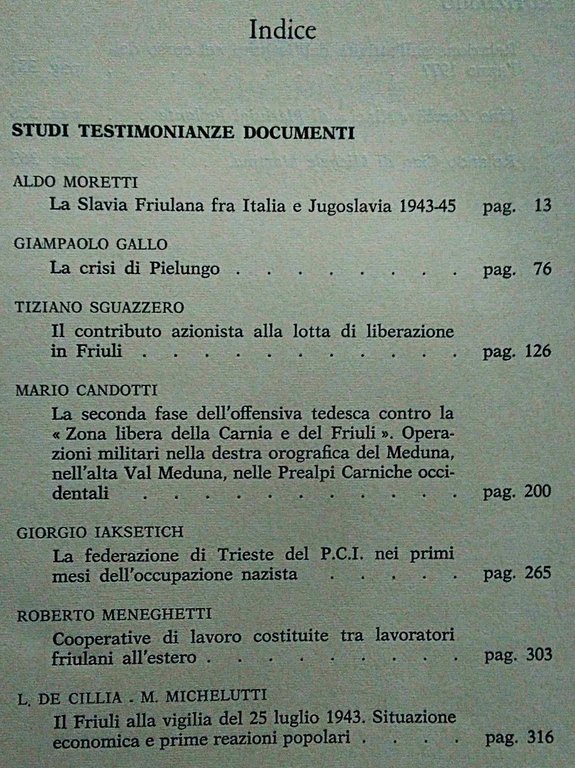 Indice
STUDI TESTIMONIANZE DOCUMENTI
ALDO MORETTI
La Slavia Friulana fra Italia e Jugoslavia 1943-45 pag. 13
GIAMPAOLO GALLO
La crisi di Pielungo . . . . . . . . pag. 76
TIZIANO SGUAZZERO
Il contributo azionista alla lotta di liberazione
in Friuli . . . . . . . . . . . pag. 126
MARIO CANDOTTI
La seconda fase dell'offensiva tedesca contro la
« Zona libera della Carnia e del Friuli ». Opera-
zioni militari nella destra orografica del Meduna,
nell'alta Val Meduna, nelle Prealpi Carniche occi-
dentali . . . . . . . . . . . pag. 200
GIORGIO IAKSETICH
La federazione di Trieste del P.C.I. nei primi
mesi dell'occupazione nazista . . . . . pag. 265
ROBERTO MENEGHETTI
Cooperative di lavoro costituite tra lavoratori
friulani all'estero . . . . . . . . . pag. 303
L. DE CILLIA - M. MICHELUTTI
Il Friuli alla vigilia del 25 luglio 1943. Situazione
economica e prime reazioni popolari . . . . pag. 316